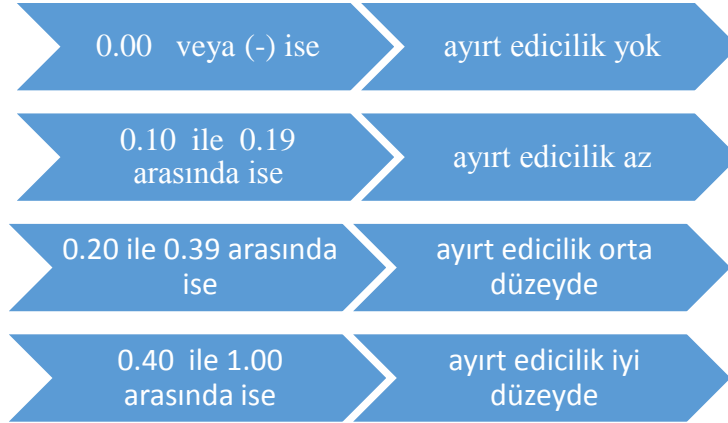 0.00 veya (-) ise
ayırt edicilik yok
0.10 ile 0.19
arasında ise
ayırt edicilik az
0.20 ile 0.39 arasında
ise
ayırt edicilik orta
düzeyde
0.40 ile 1.00
arasında ise
ayırt edicilik iyi
düzeyde